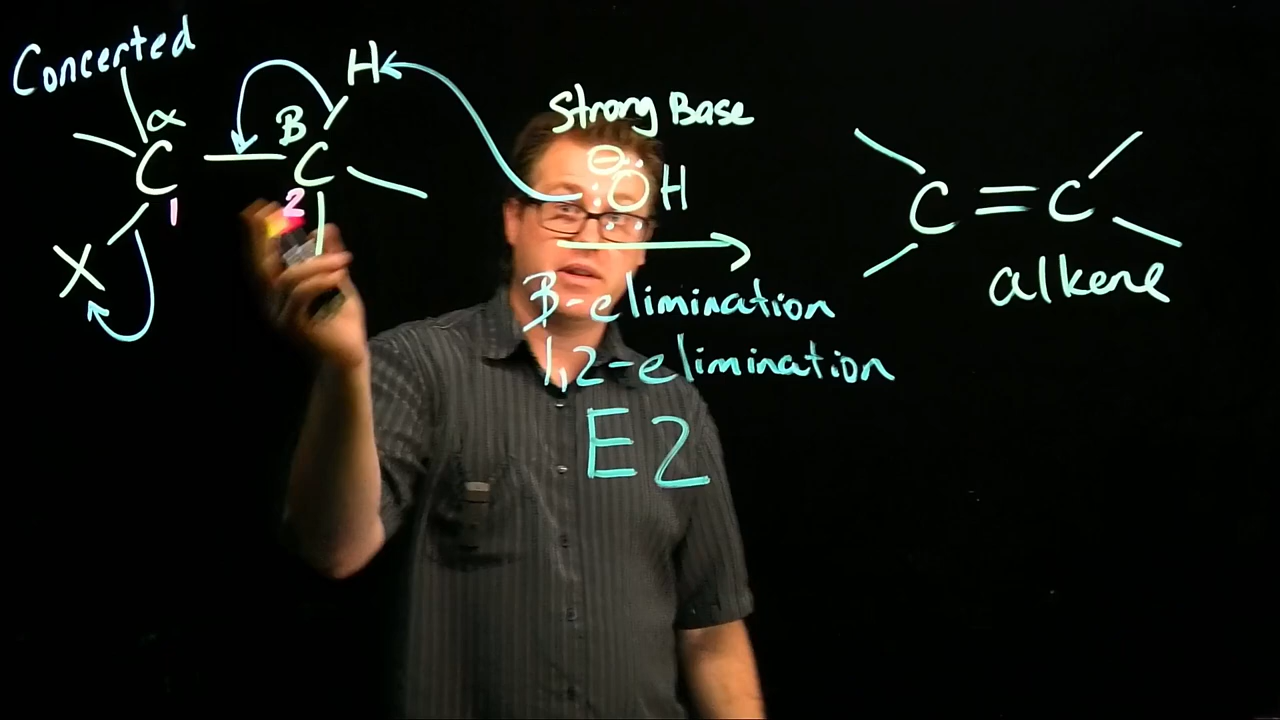 Concerted
H
α
β
C
C
1
2
X
Strong Base
⊖
:ÖH
β-elimination
1,2-elimination
E2
C=C
alkene